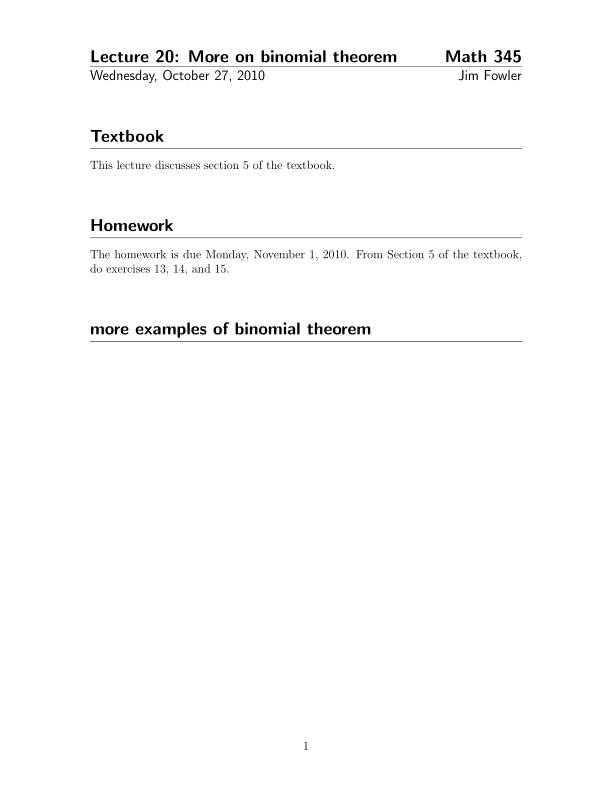 Lecture 20: More on binomial theorem Math 345
Wednesday, October 27, 2010 Jim Fowler
Textbook
This lecture discusses section 5 of the textbook.
Homework
The homework is due Monday, November 1, 2010. From Section 5 of the textbook,
do exercises 13, 14, and 15.
more examples of binomial theorem
1